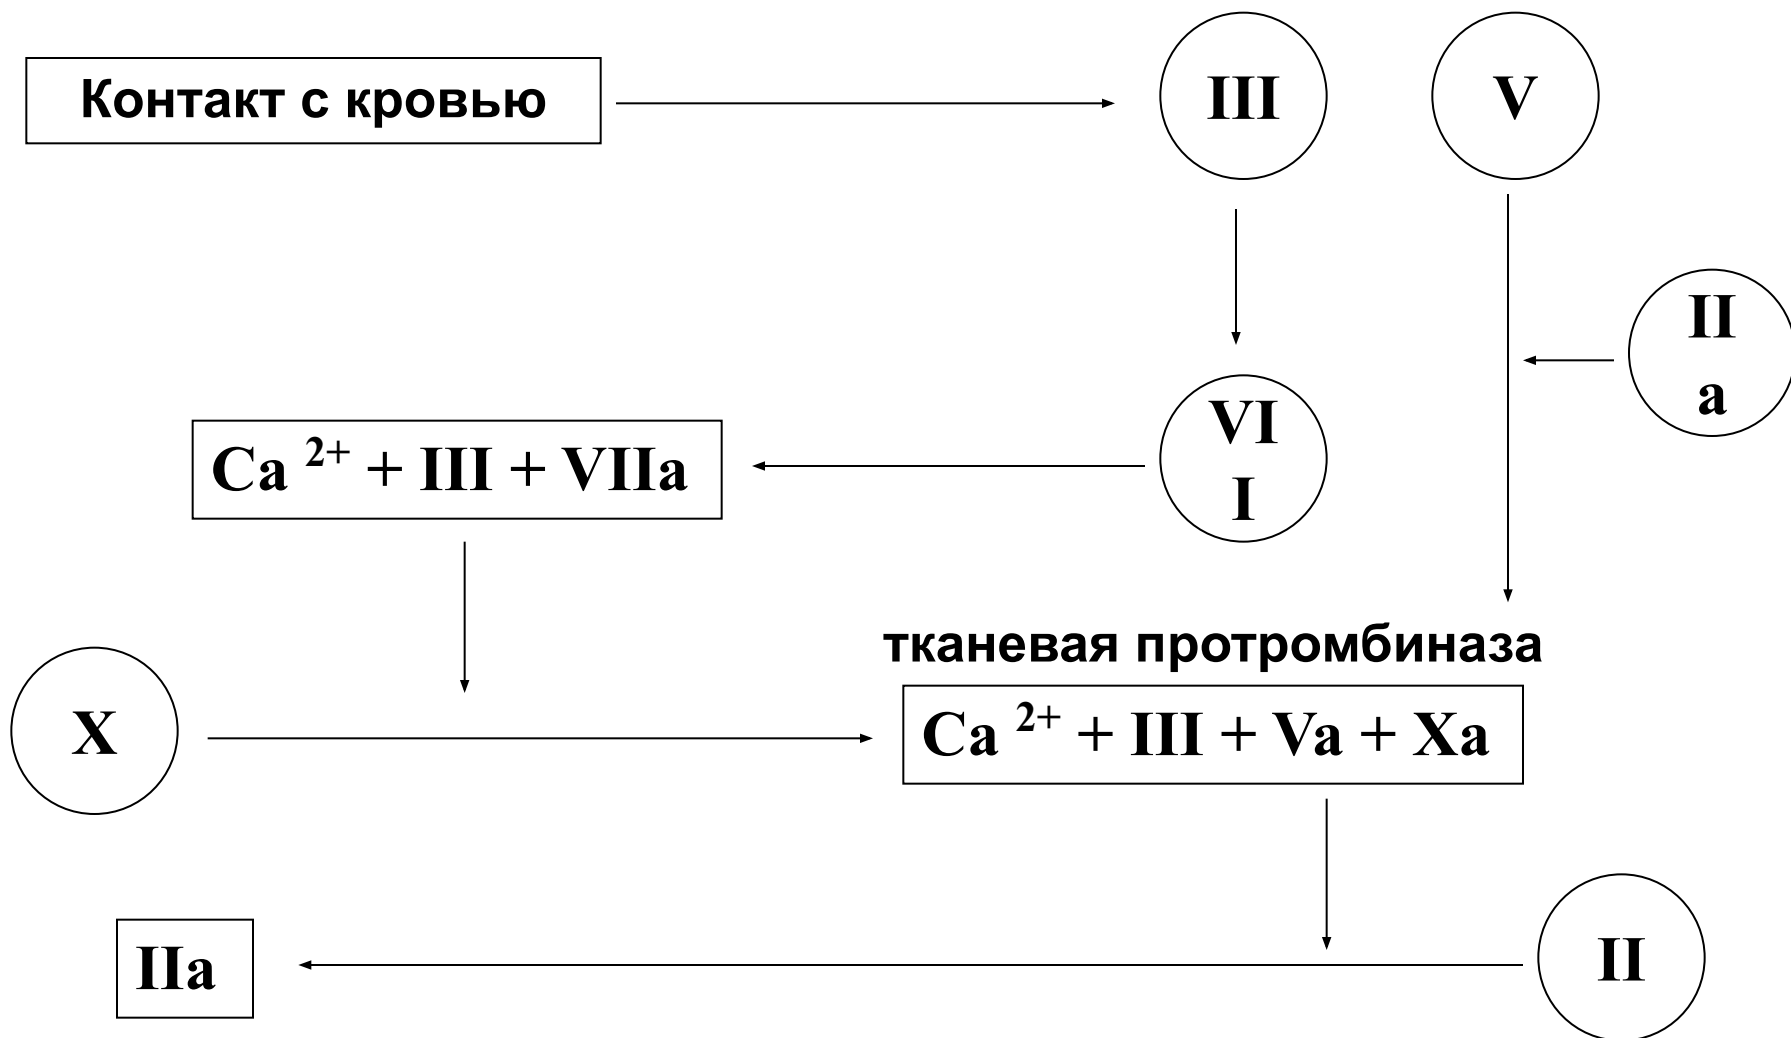 Контакт с кровью
III
V
II
a
VI
I
Ca 2+ + III + VIIa
тканевая протромбиназа
X
Ca 2+ + III + Va + Xa
IIa
II